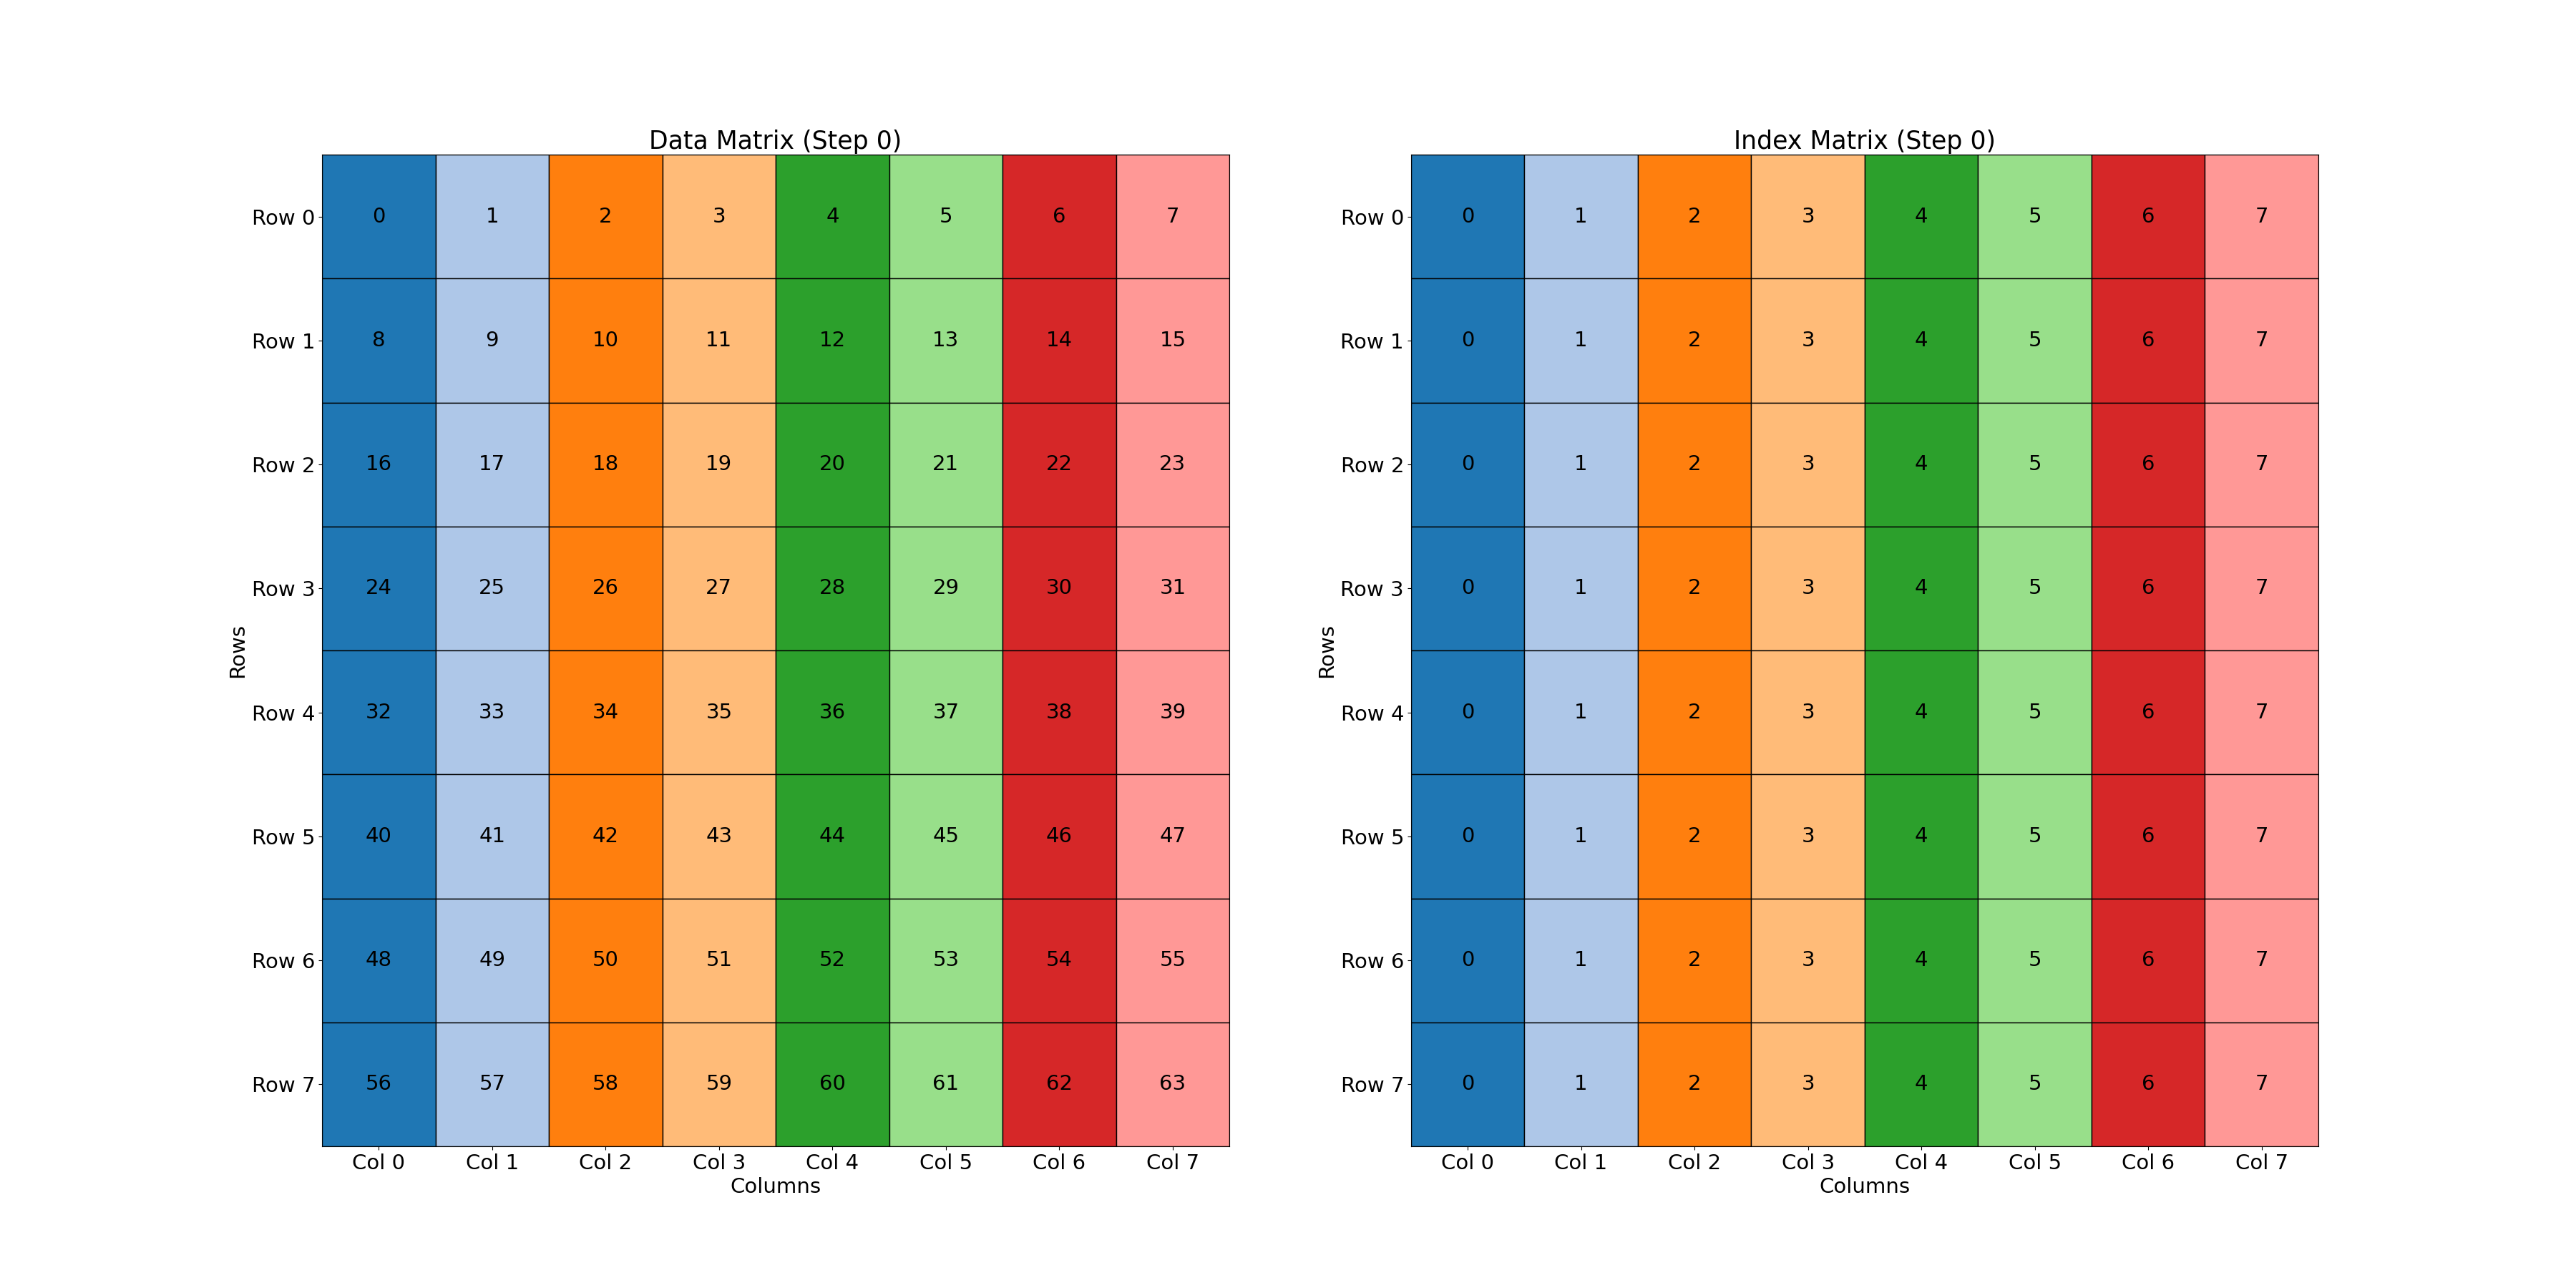 Data Matrix (Step 0)
Row 0 0 1 2 3 4 5 6 7
Row 1 8 9 10 11 12 13 14 15
Row 2 16 17 18 19 20 21 22 23
Row 3 24 25 26 27 28 29 30 31
Row 4 32 33 34 35 36 37 38 39
Row 5 40 41 42 43 44 45 46 47
Row 6 48 49 50 51 52 53 54 55
Row 7 56 57 58 59 60 61 62 63
Rows
Col 0 Col 1 Col 2 Col 3 Col 4 Col 5 Col 6 Col 7
Columns
Index Matrix (Step 0)
Row 0 0 1 2 3 4 5 6 7
Row 1 0 1 2 3 4 5 6 7
Row 2 0 1 2 3 4 5 6 7
Row 3 0 1 2 3 4 5 6 7
Row 4 0 1 2 3 4 5 6 7
Row 5 0 1 2 3 4 5 6 7
Row 6 0 1 2 3 4 5 6 7
Row 7 0 1 2 3 4 5 6 7
Rows
Col 0 Col 1 Col 2 Col 3 Col 4 Col 5 Col 6 Col 7
Columns